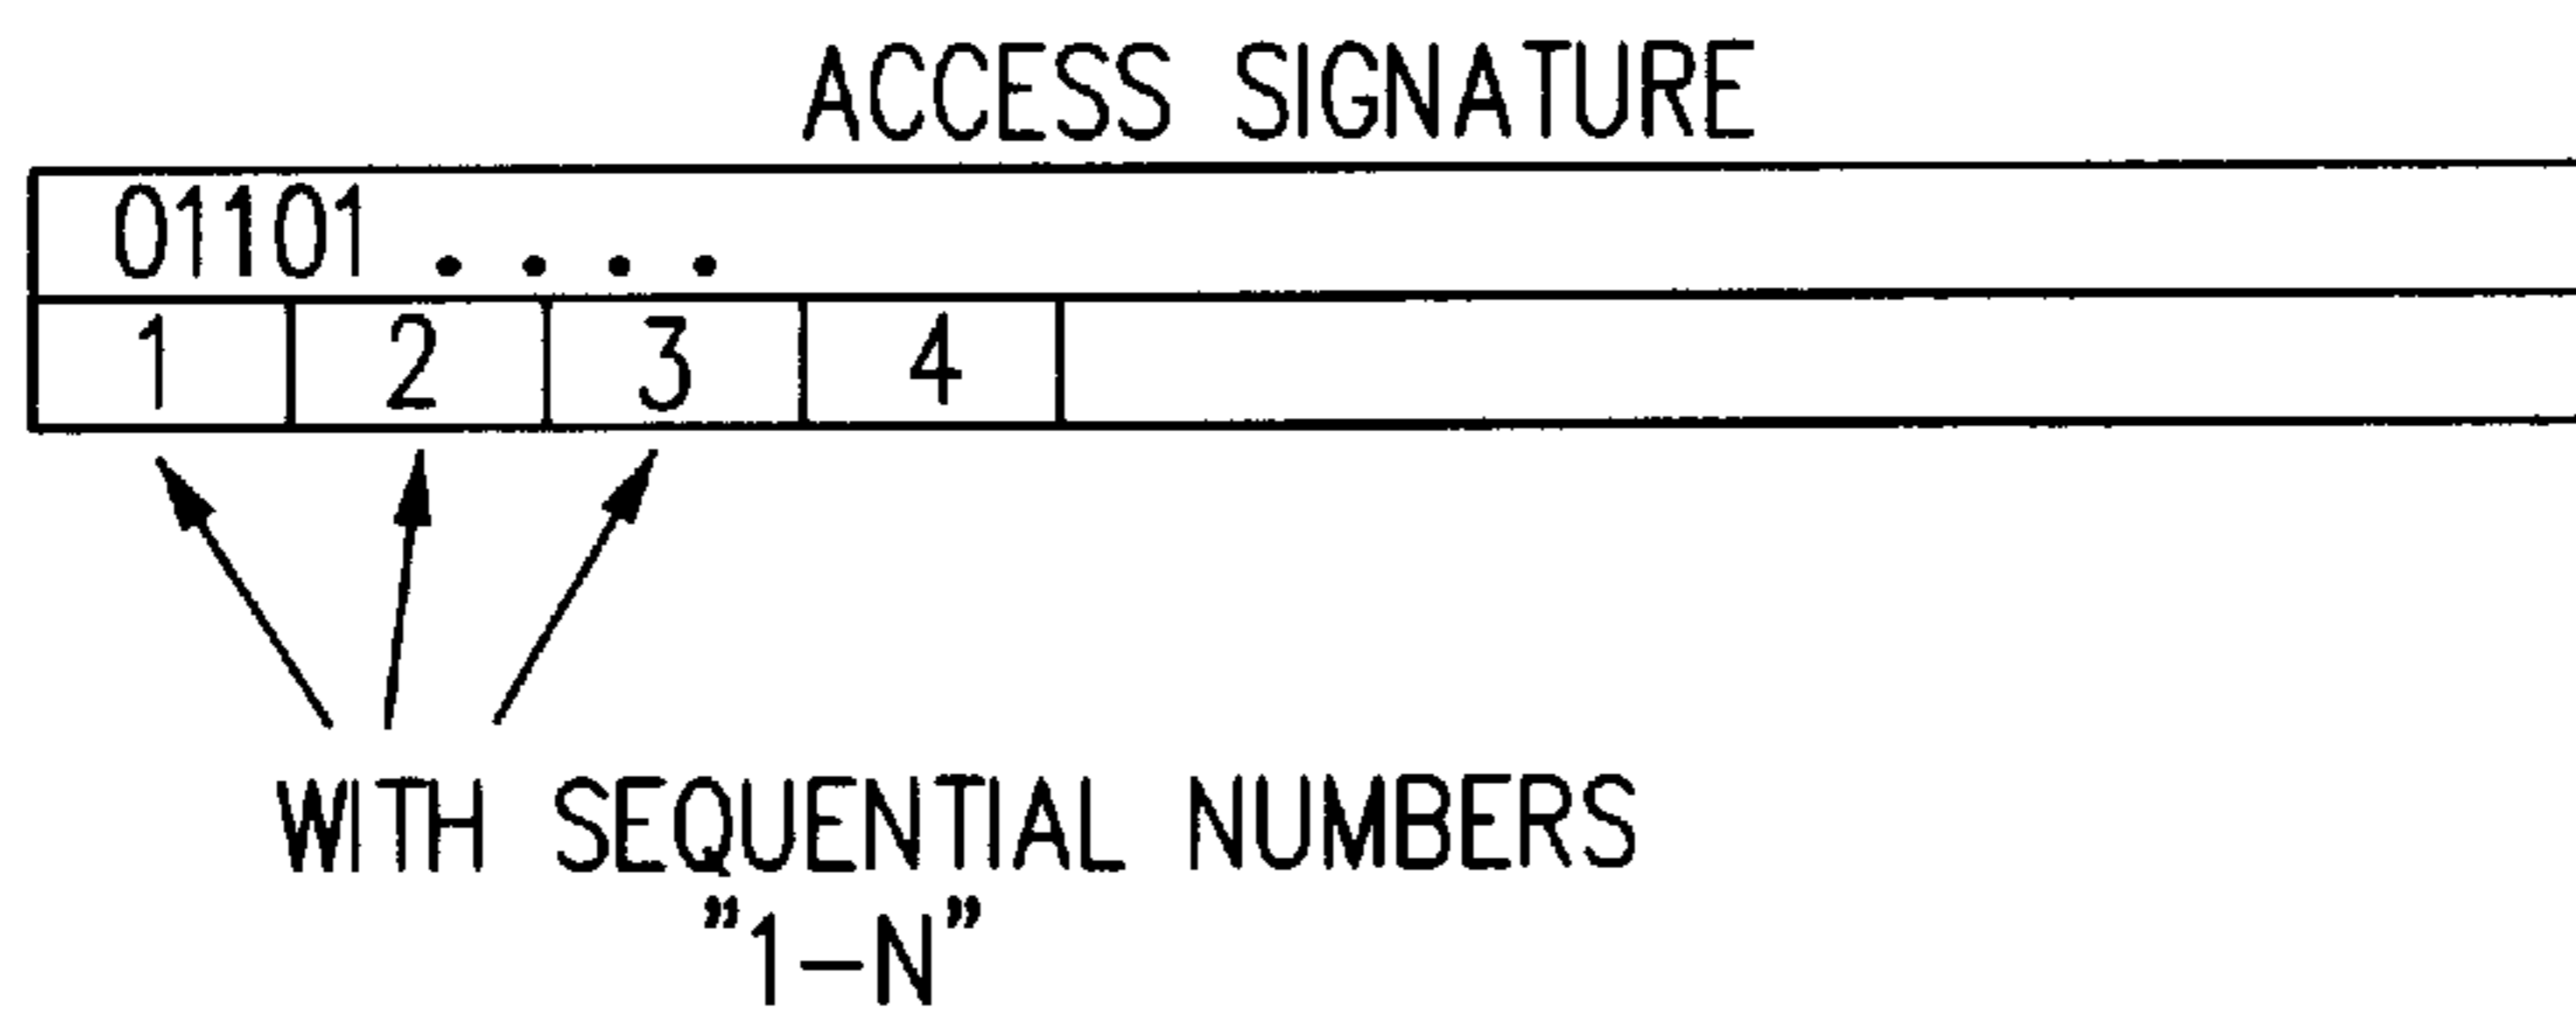 ACCESS SIGNATURE
01101 . . . .
1 2 3 4
WITH SEQUENTIAL NUMBERS
"1-N"